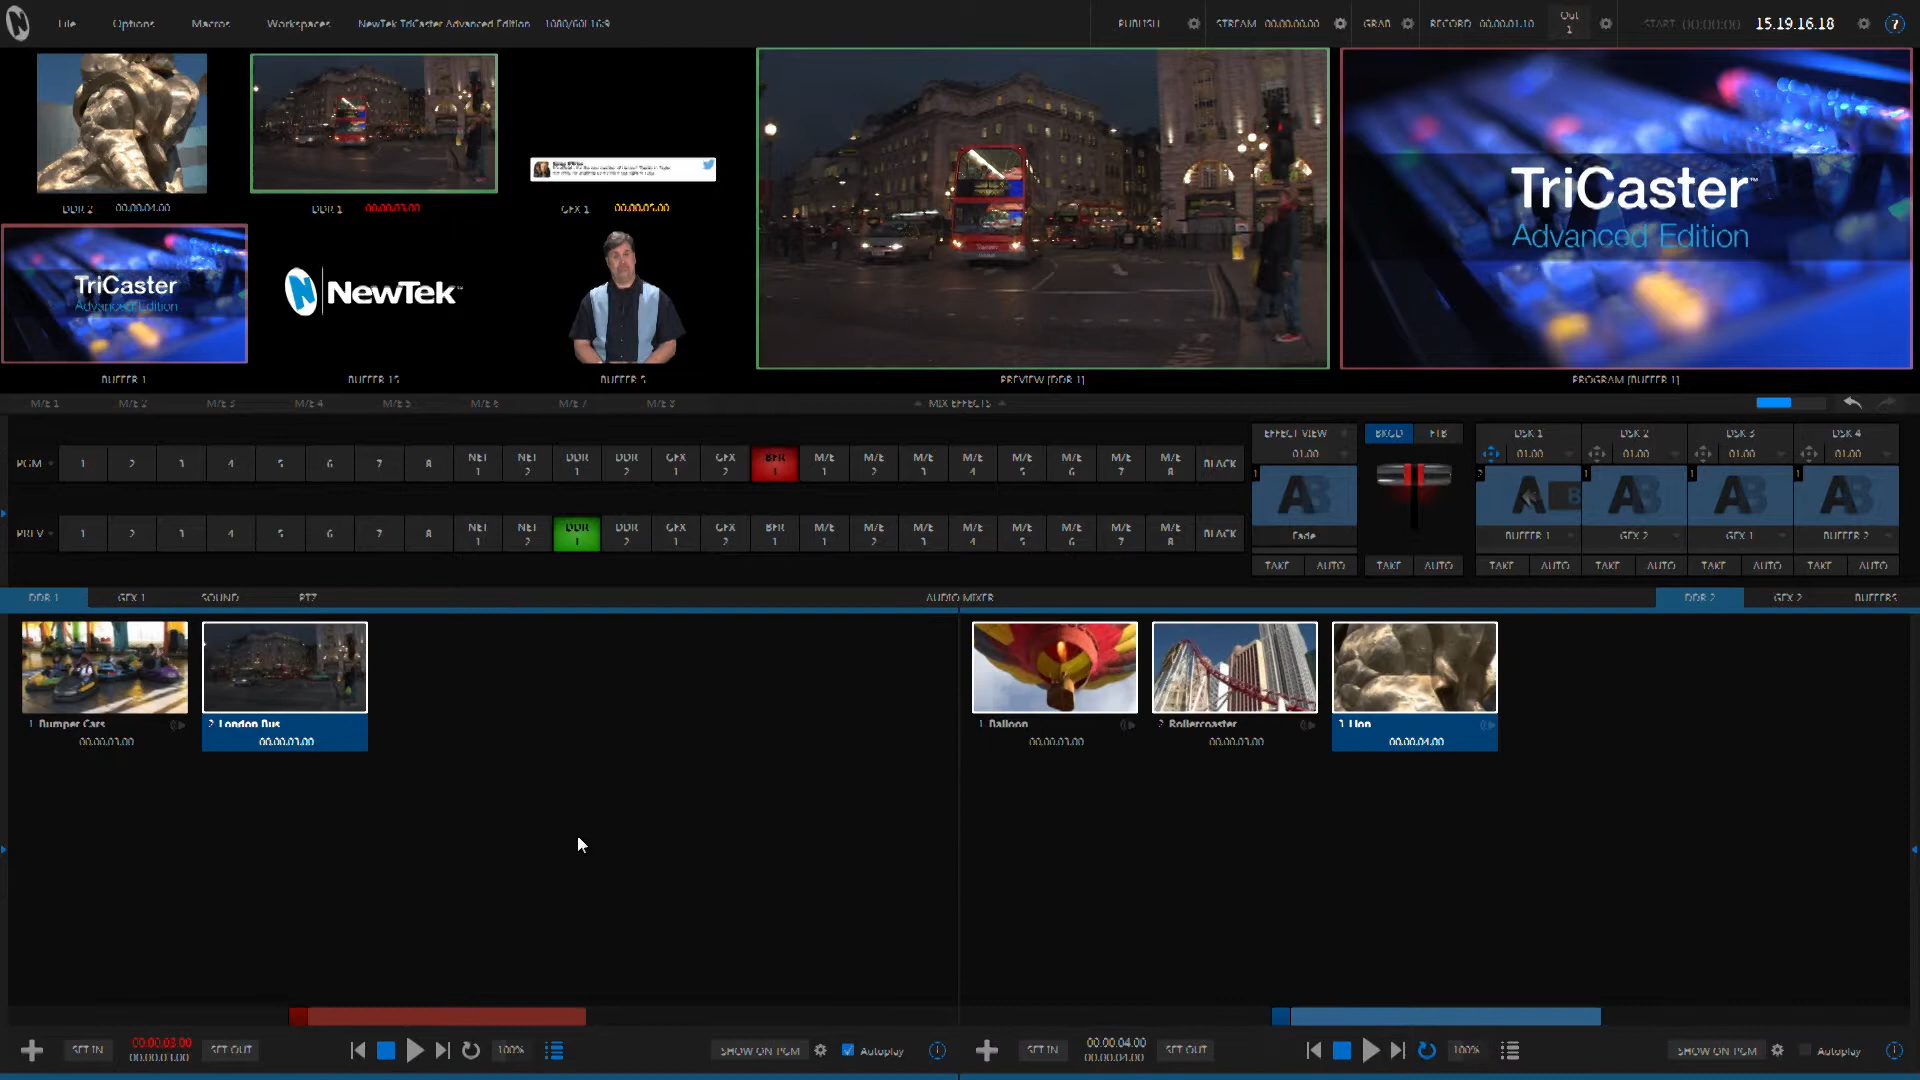 File Options Macros Workspaces NewTek TriCaster Advanced Edition 1080/60i 16:9 PUBLISH STREAM 00:00:00.00 GRAB RECORD 00:00:01.10 Out 1 START 00:00:00 15:19:16.18
DDR 2 00:00:04.00 DDR 1 00:00:03.00 GFX 1 00:00:05.00
TriCaster
Advanced Edition
NewTek
BUFFER 1 BUFFER 15 BUFFER 5
TriCaster™
Advanced Edition
PREVIEW [DDR 1] PROGRAM [BUFFER 1]
M/E 1 M/E 2 M/E 3 M/E 4 M/E 5 M/E 6 M/E 7 M/E 8 MIX EFFECTS
PGM 1 2 3 4 5 6 7 8 NET 1 NET 2 DDR 1 DDR 2 GFX 1 GFX 2 BFR 1 M/E 1 M/E 2 M/E 3 M/E 4 M/E 5 M/E 6 M/E 7 M/E 8 BLACK
PREV 1 2 3 4 5 6 7 8 NET 1 NET 2 DDR 1 DDR 2 GFX 1 GFX 2 BFR 1 M/E 1 M/E 2 M/E 3 M/E 4 M/E 5 M/E 6 M/E 7 M/E 8 BLACK
EFFECT VIEW BKGD FTB DSK 1 DSK 2 DSK 3 DSK 4
01.00 01.00 01.00 01.00 01.00
1 AB 2 A B 1 AB 1 AB 1 AB
Fade BUFFER 1 GFX 2 GFX 1 BUFFER 2
TAKE AUTO TAKE AUTO TAKE AUTO TAKE AUTO TAKE AUTO TAKE AUTO
DDR 1 GFX 1 SOUND PTZ AUDIO MIXER DDR 2 GFX 2 BUFFERS
1 Bumper Cars 2 London Bus 1 Balloon 2 Rollercoaster 3 Lion
00:00:03.00 00:00:03.00 00:00:03.00 00:00:03.00 00:00:04.00
SET IN 00:00:03.00 SET OUT 100% SHOW ON PGM Autoplay SET IN 00:00:04.00 SET OUT 100% SHOW ON PGM Autoplay
00:00:03.00 00:00:04.00